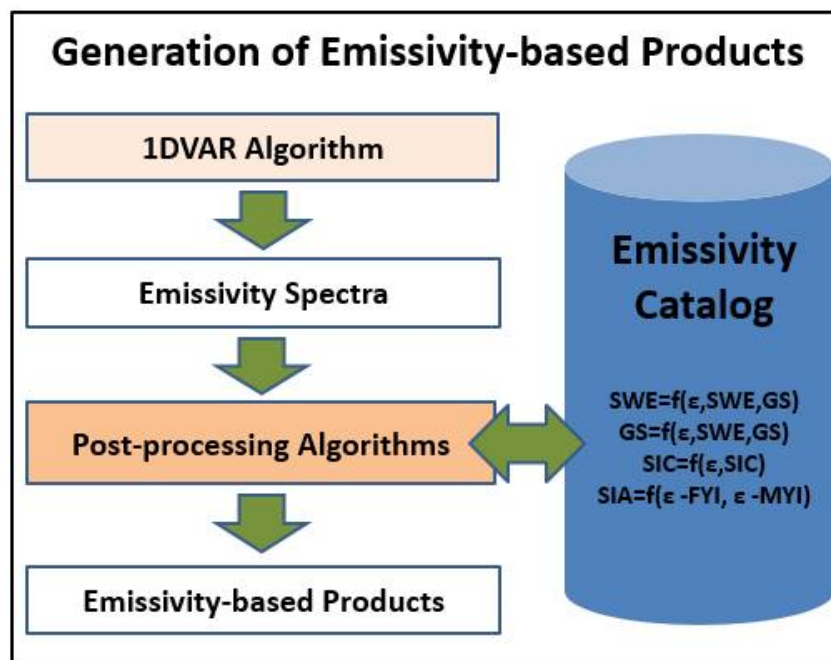 Generation of Emissivity-based Products
1DVAR Algorithm
Emissivity Spectra
Post-processing Algorithms
Emissivity-based Products
Emissivity
Catalog
SWE=f(ε,SWE,GS)
GS=f(ε,SWE,GS)
SIC=f(ε,SIC)
SIA=f(ε -FYI, ε -MYI)